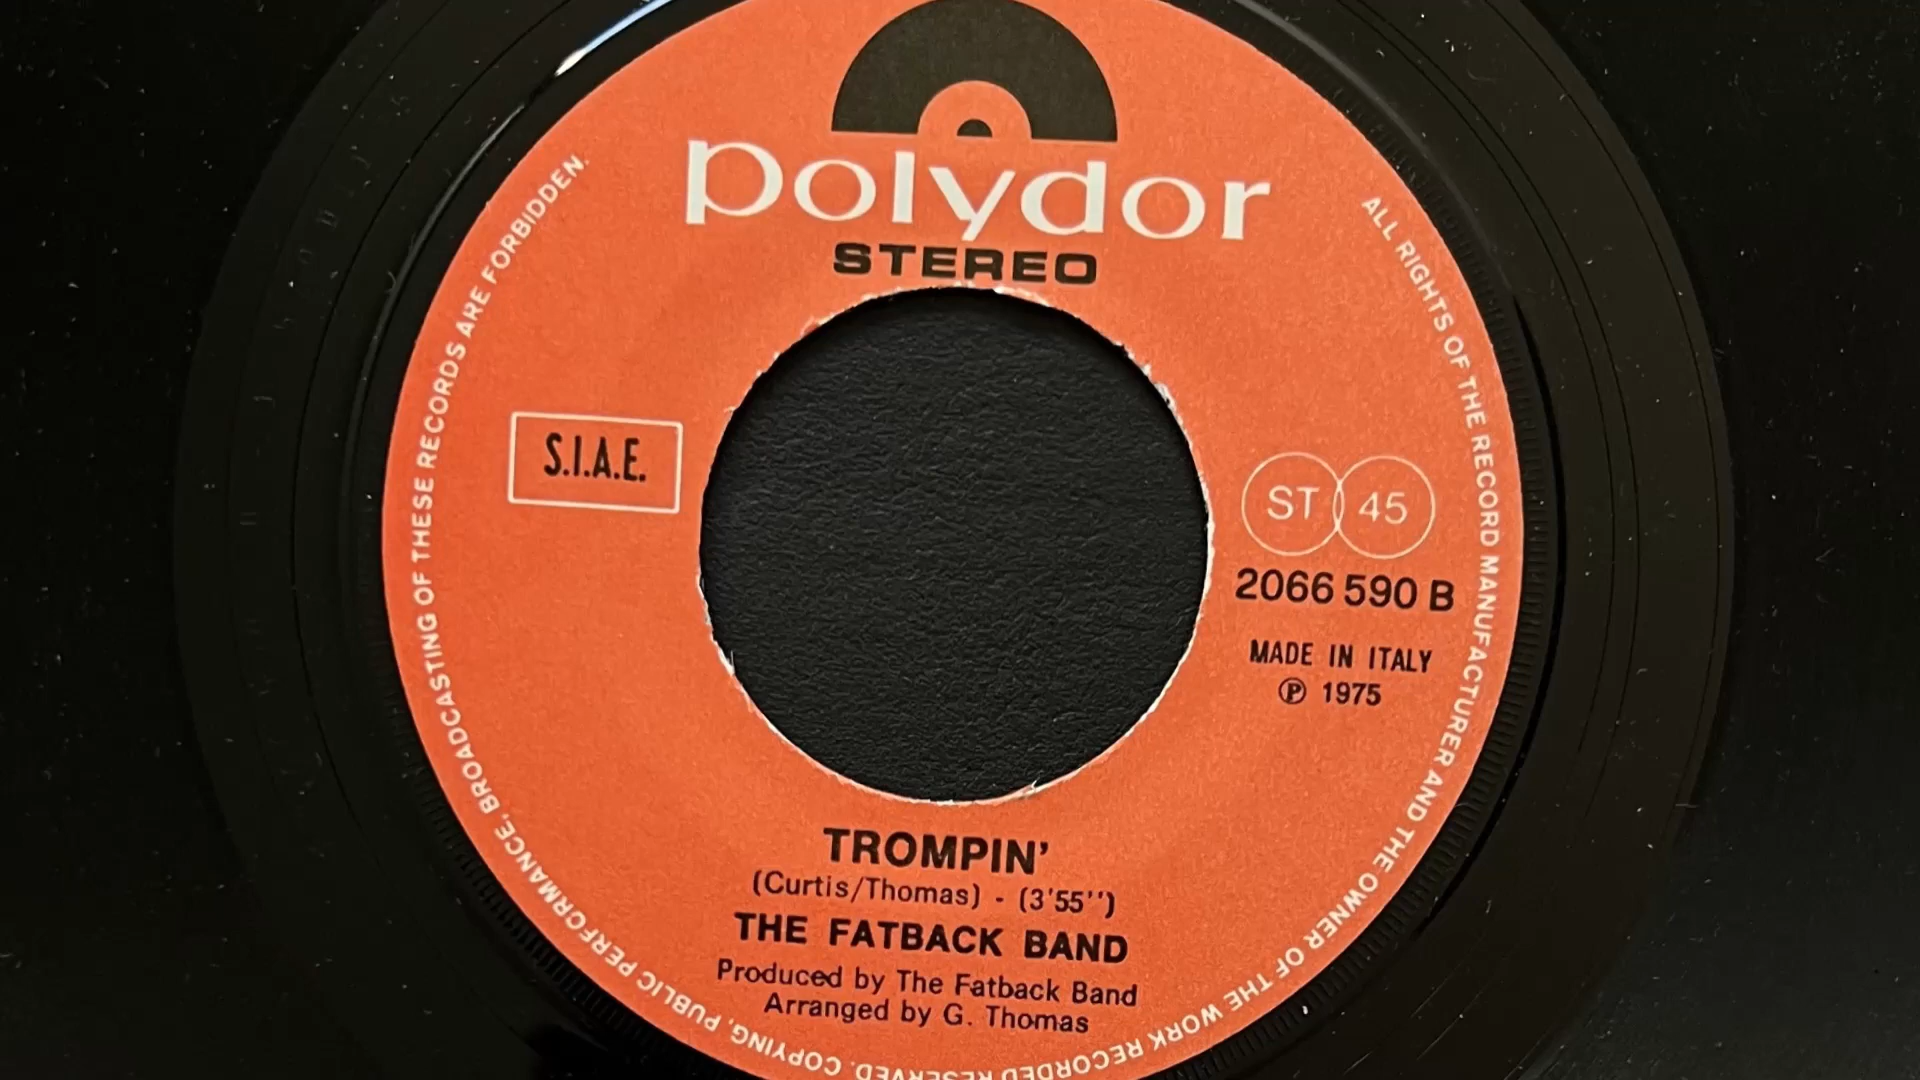 polydor
STEREO
S.I.A.E.
ST 45
2066 590 B
MADE IN ITALY
Ⓟ 1975
TROMPIN'
(Curtis/Thomas) - (3'55'')
THE FATBACK BAND
Produced by The Fatback Band
Arranged by G. Thomas
ALL RIGHTS OF THE RECORD MANUFACTURER AND THE OWNER OF THE WORK RECORDED RESERVED. COPYING, PUBLIC PERFORMANCE, BROADCASTING OF THESE RECORDS ARE FORBIDDEN.